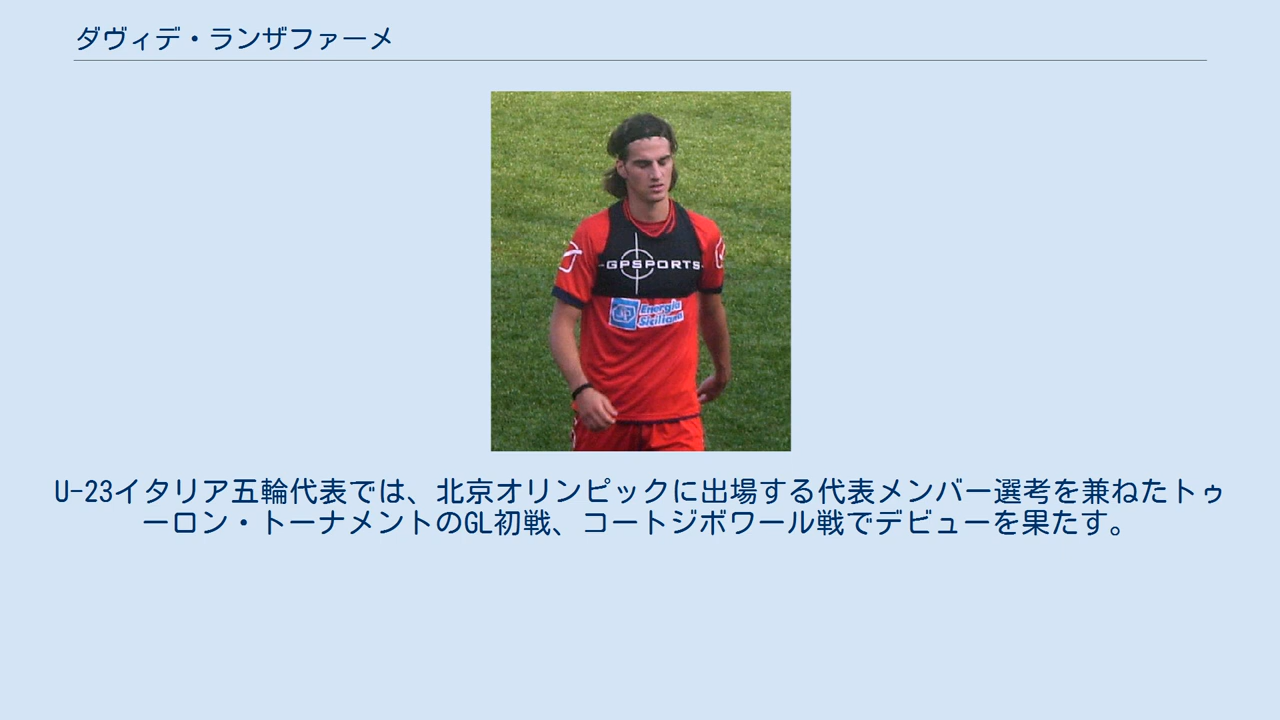 ダヴィデ・ランザファーメ
GPSPORTS
Energia
Siciliana
U-23イタリア五輪代表では、北京オリンピックに出場する代表メンバー選考を兼ねたトゥ
ーロン・トーナメントのGL初戦、コートジボワール戦でデビューを果たす。